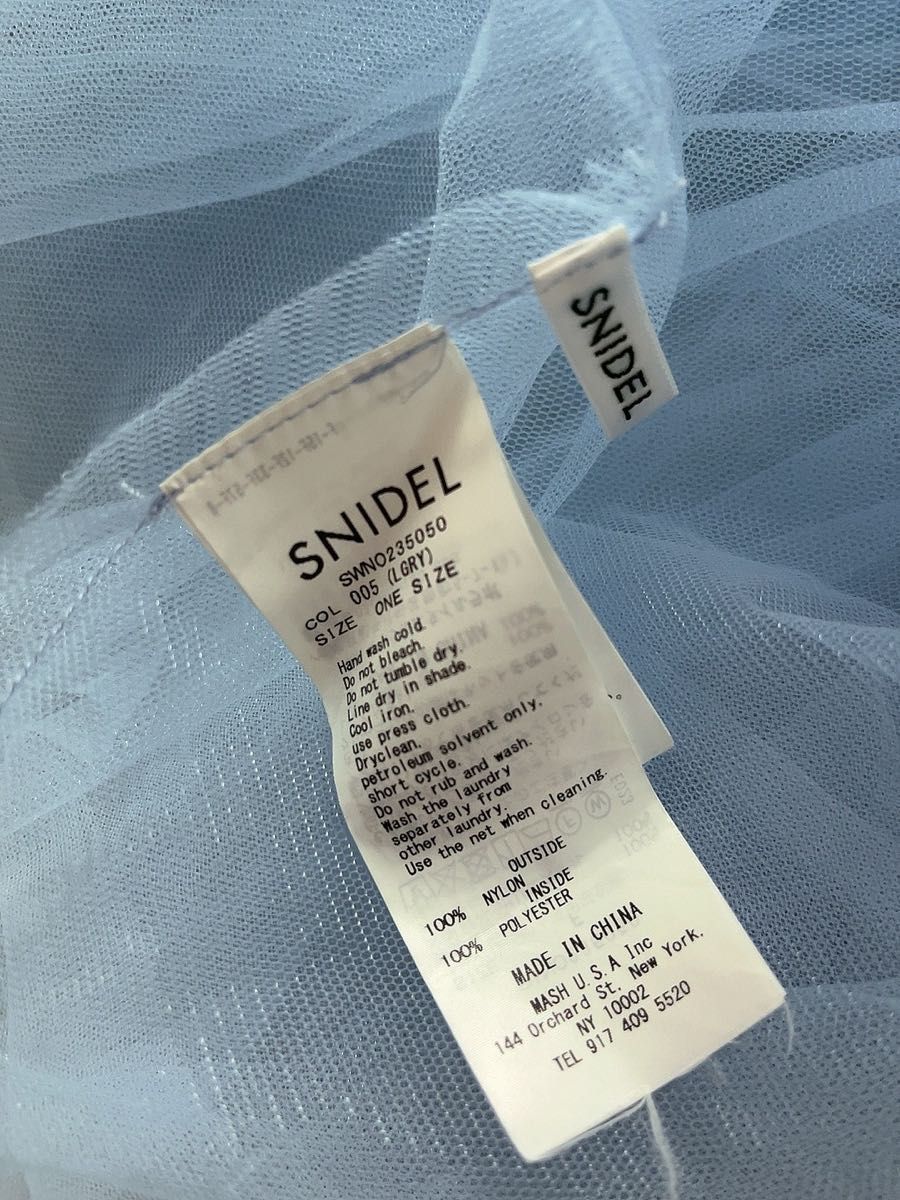 SNIDEL
SNIDEL
SWNO235050
COL 005 (LGRY)
SIZE ONE SIZE
Hand wash cold.
Do not bleach.
Do not tumble dry.
Line dry in shade.
Cool iron.
use press cloth.
Dryclean.
petroleum solvent only.
short cycle.
Do not rub and wash.
Wash the laundry
separately from
other laundry.
Use the net when cleaning.
OUTSIDE
100% NYLON
INSIDE
100% POLYESTER
MADE IN CHINA
MASH U.S.A Inc
144 Orchard St, New York.
NY 10002
TEL 917 409 5520